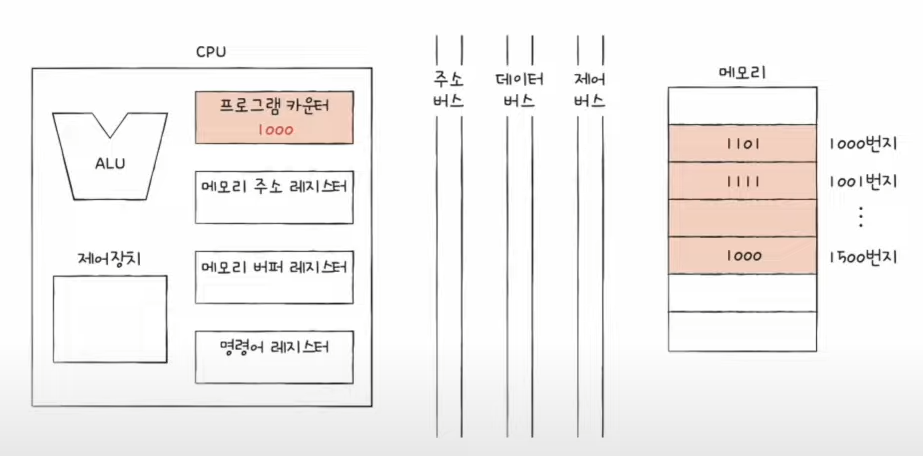 CPU
프로그램 카운터
1000
ALU
메모리 주소 레지스터
메모리 버퍼 레지스터
제어장치
명령어 레지스터
주소
버스
데이터
버스
제어
버스
메모리
1101 1000번지
1111 1001번지
⋮
1000 1500번지